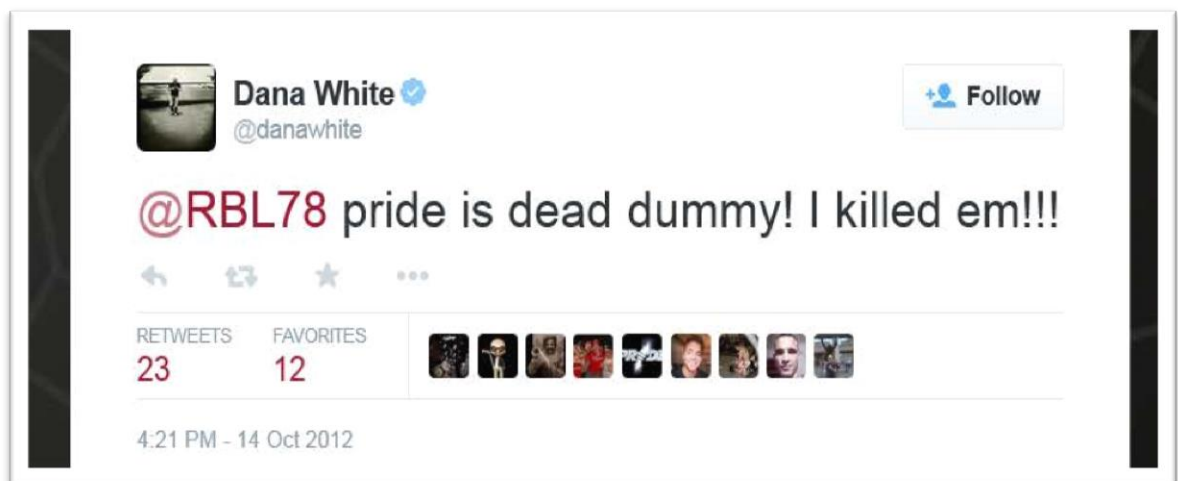 Dana White
Follow
@danawhite
@RBL78 pride is dead dummy! I killed em!!!
RETWEETS FAVORITES
23 12
PRIDE
4:21 PM - 14 Oct 2012